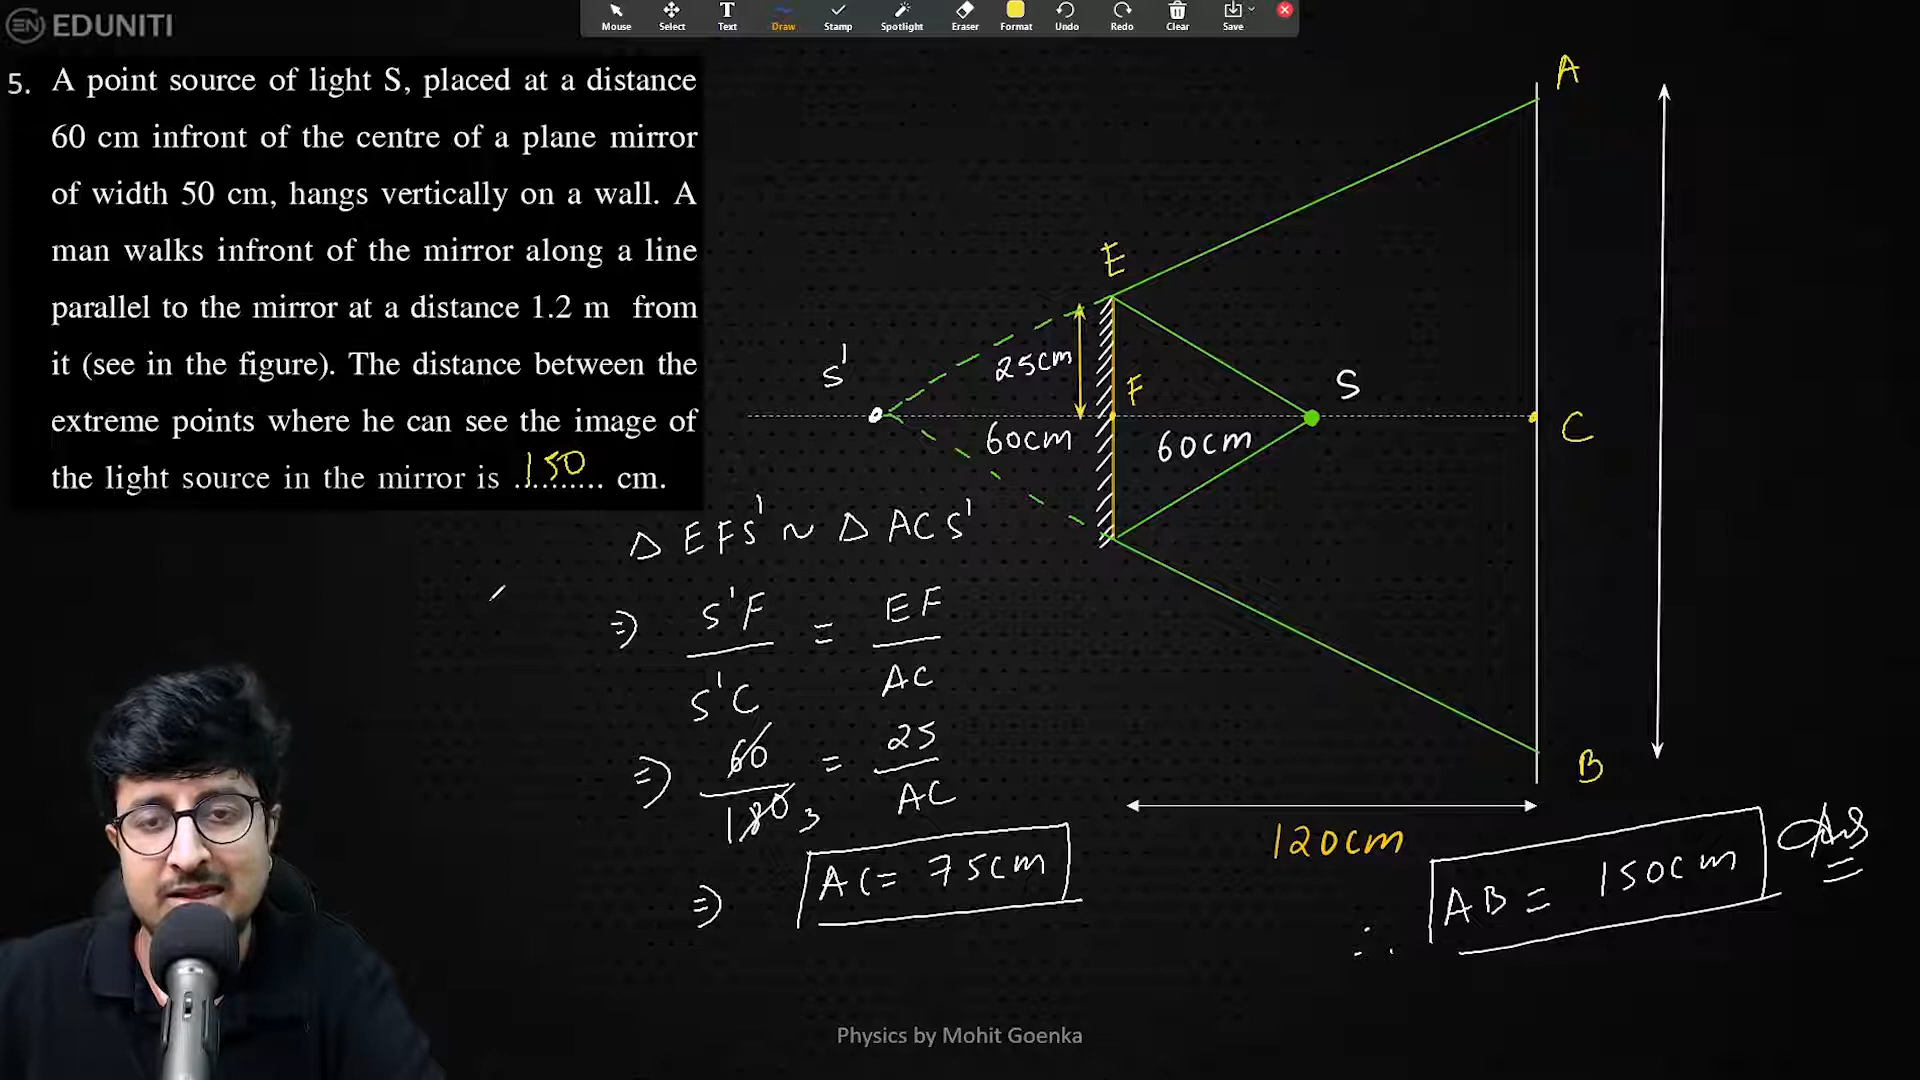 EN EDUNITI
Mouse Select Text Draw Stamp Spotlight Eraser Format Undo Redo Clear Save
5. A point source of light S, placed at a distance
60 cm infront of the centre of a plane mirror
of width 50 cm, hangs vertically on a wall. A
man walks infront of the mirror along a line
parallel to the mirror at a distance 1.2 m from
it (see in the figure). The distance between the
extreme points where he can see the image of
the light source in the mirror is ..150.. cm.
A
E
25cm
S'
F
S
60cm
60cm
C
B
120cm
Δ EFS' ~ Δ ACS'
⇒ S'F / S'C = EF / AC
⇒ 60 / 180 3 = 25 / AC
⇒ AC = 75cm
∴ AB = 150cm Ans
Physics by Mohit Goenka